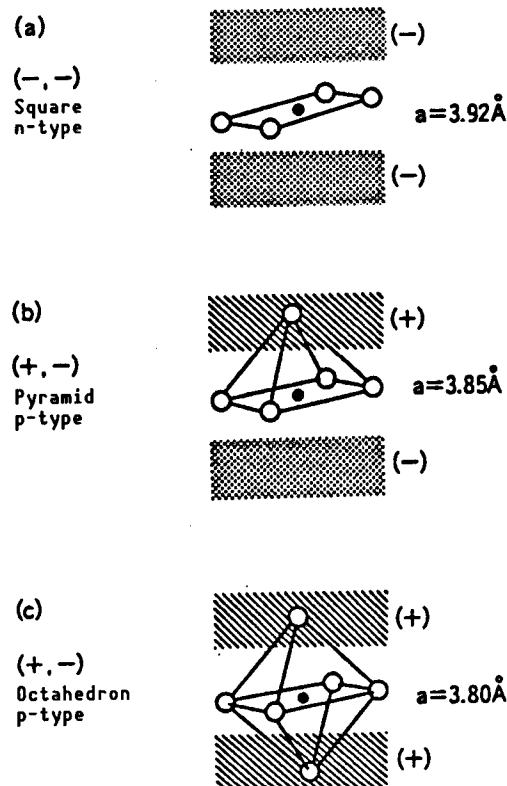 (a)
(−)
(−,−)
Square
n-type
a=3.92Å
(−)
(b)
(+)
(+,−)
Pyramid
p-type
a=3.85Å
(−)
(c)
(+)
(+,−)
Octahedron
p-type
a=3.80Å
(+)